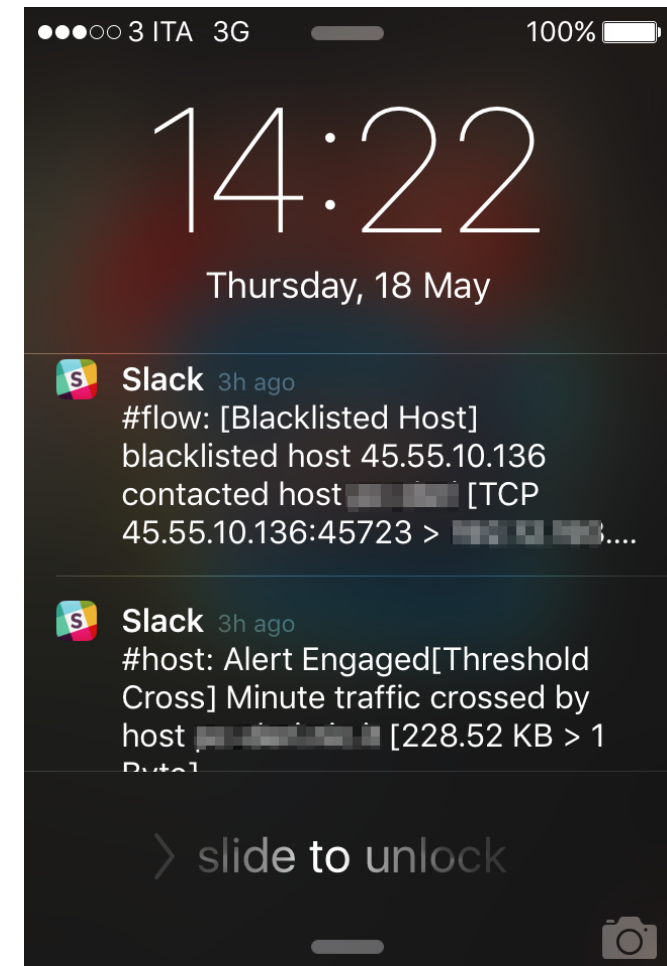 3 ITA 3G 100%
14:22
Thursday, 18 May
Slack 3h ago
#flow: [Blacklisted Host]
blacklisted host 45.55.10.136
contacted host [TCP
45.55.10.136:45723 > ....
Slack 3h ago
#host: Alert Engaged[Threshold
Cross] Minute traffic crossed by
host [228.52 KB > 1
Byte]
> slide to unlock